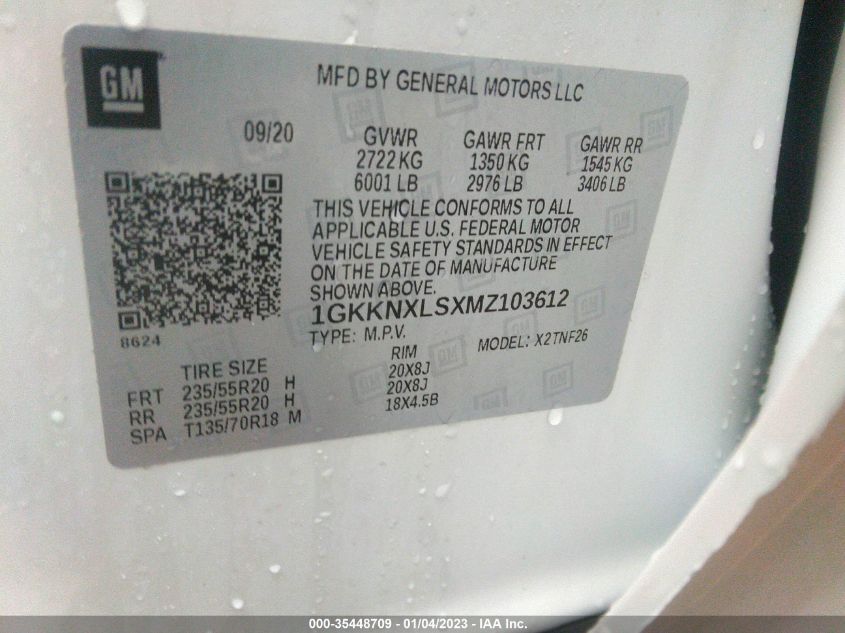 GM
MFD BY GENERAL MOTORS LLC
09/20
GVWR GAWR FRT GAWR RR
2722 KG 1350 KG 1545 KG
6001 LB 2976 LB 3406 LB
THIS VEHICLE CONFORMS TO ALL
APPLICABLE U.S. FEDERAL MOTOR
VEHICLE SAFETY STANDARDS IN EFFECT
ON THE DATE OF MANUFACTURE
SHOWN ABOVE.
1GKKNXLSXMZ103612
TYPE: M.P.V. MODEL: X2TNF26
8624
TIRE SIZE RIM
FRT 235/55R20 H 20X8J
RR 235/55R20 H 20X8J
SPA T135/70R18 M 18X4.5B
000-35448709 - 01/04/2023 - IAA Inc.